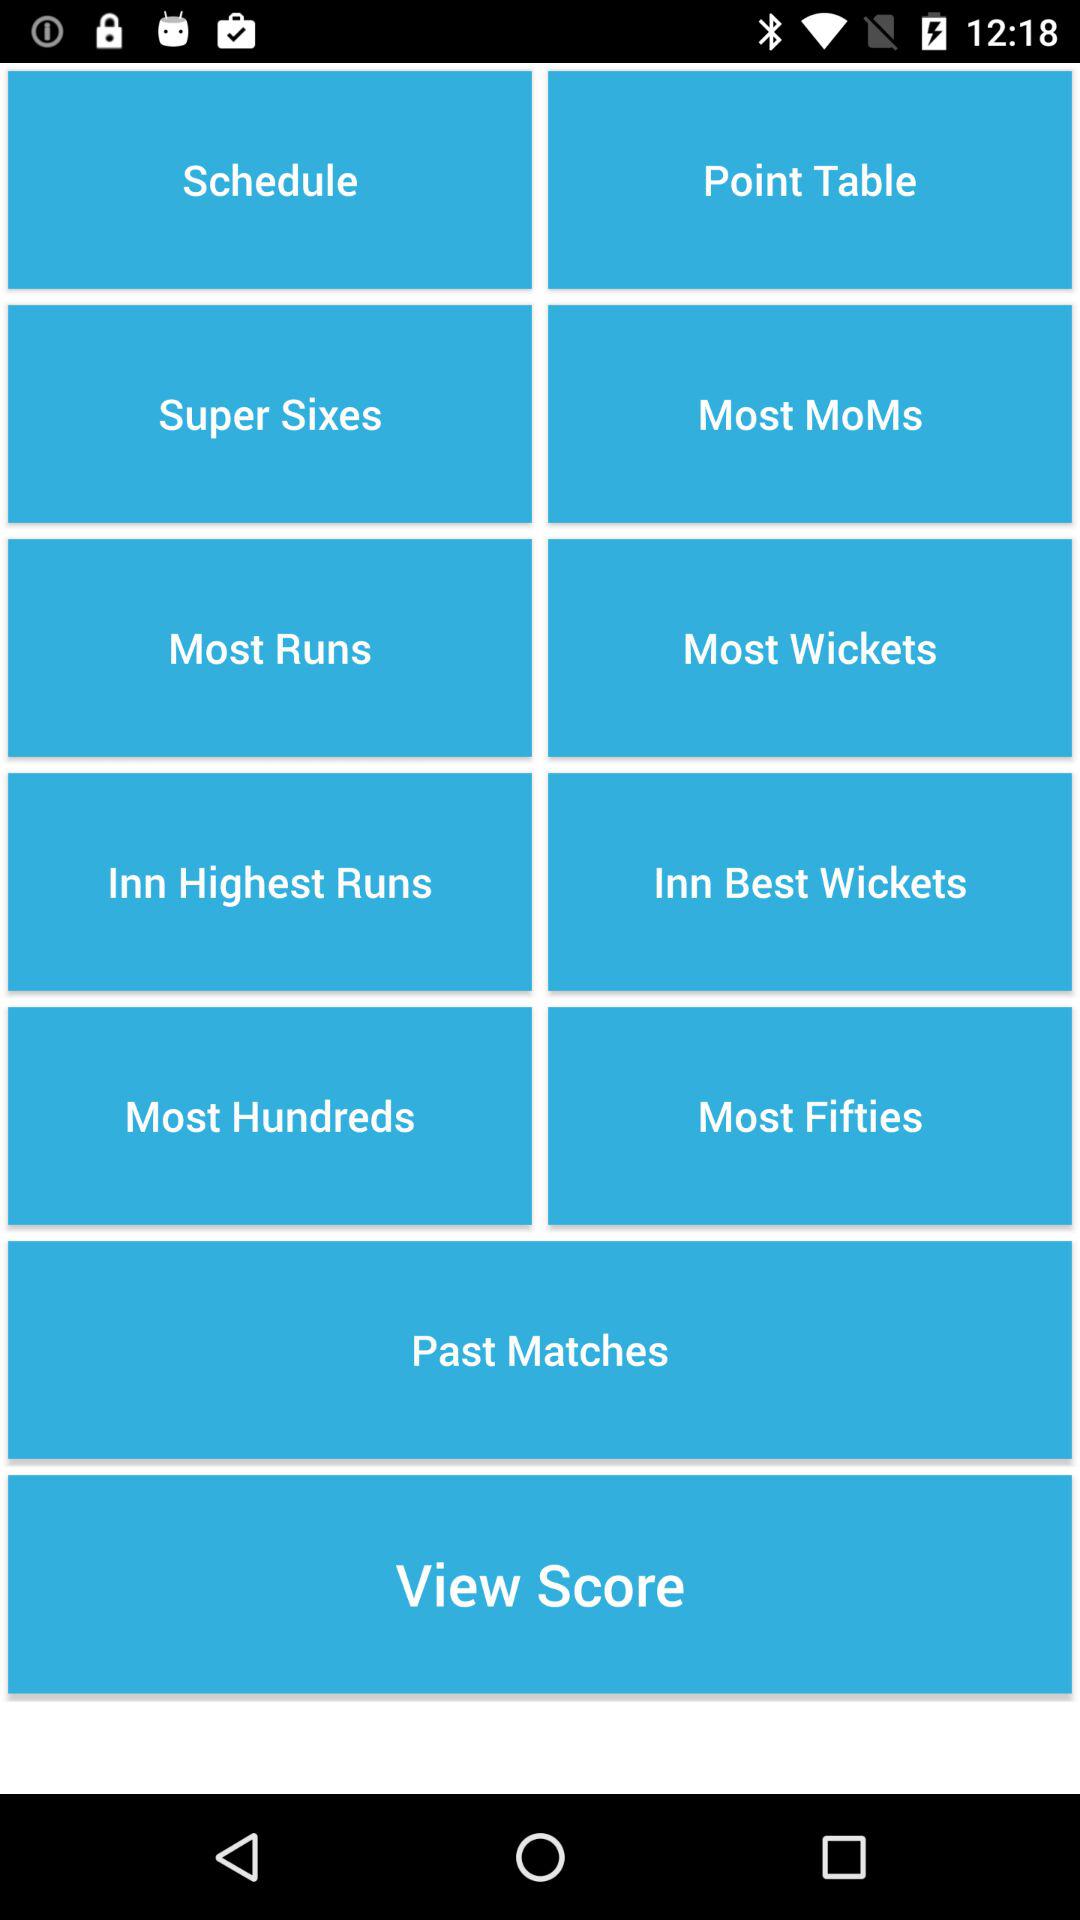 12:18
Schedule
Point Table
Super Sixes
Most MoMs
Most Runs
Most Wickets
Inn Highest Runs
Inn Best Wickets
Most Hundreds
Most Fifties
Past Matches
View Score